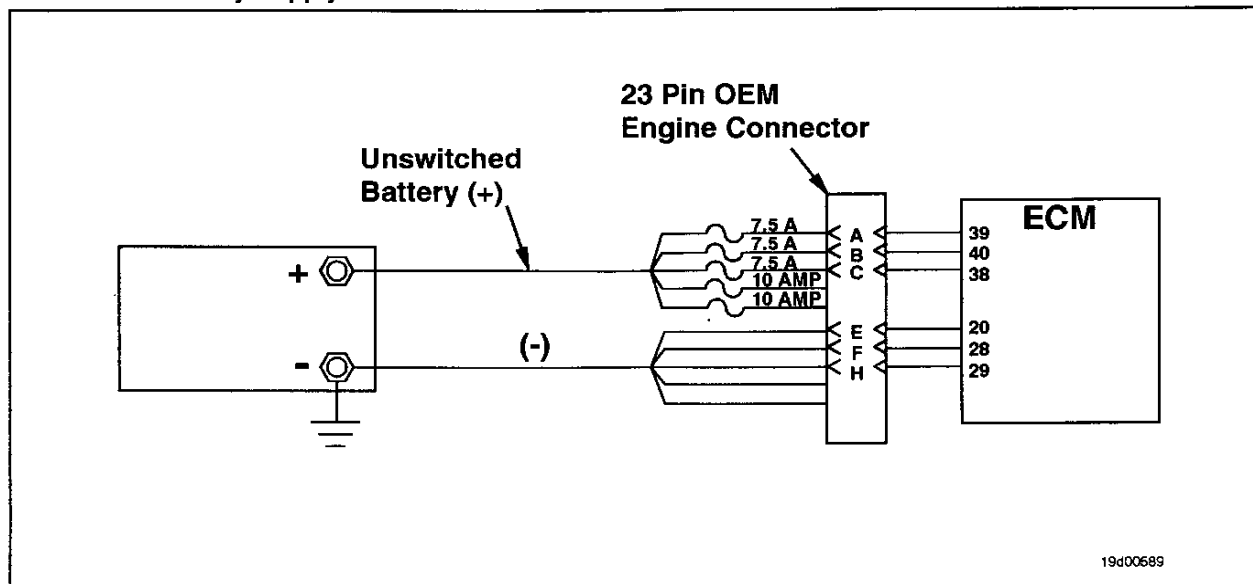 23 Pin OEM
Engine Connector
Unswitched
Battery (+)
ECM
+
-
(-)
7.5 A
7.5 A
7.5 A
10 AMP
10 AMP
A
B
C
E
F
H
39
40
38
20
28
29
19d00589